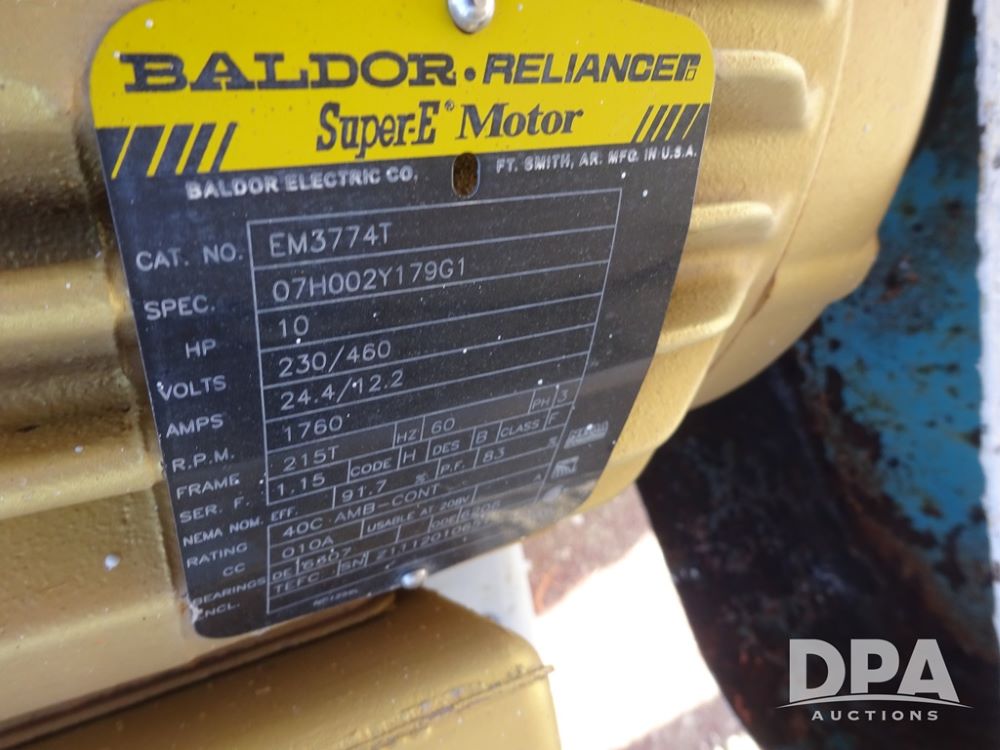 BALDOR • RELIANCE
Super-E® Motor
BALDOR ELECTRIC CO. FT. SMITH, AR. MFG. IN U.S.A.
CAT. NO. EM3774T
SPEC. 07H002Y179G1
HP 10
VOLTS 230/460
AMPS 24.4/12.2
R.P.M. 1760
FRAME 215T HZ 60 PH 3
SER. F. 1.15 CODE H DES B CLASS F
NEMA NOM. EFF. 91.7 % P.F. 83 %
RATING 40C AMB-CONT
CC 010A USABLE AT 208V A
BEARINGS DE 6307 ODE 6206
ENCL. TEFC SN
DPA
AUCTIONS